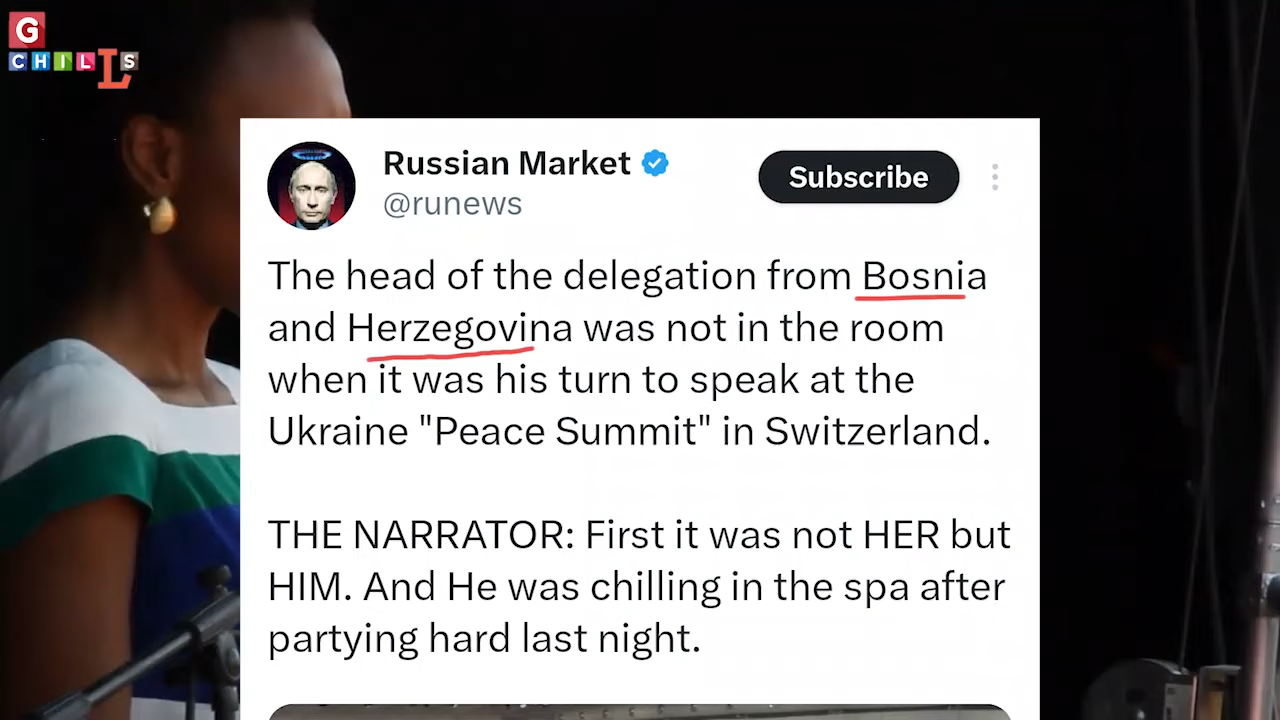 G
CHILLS
Russian Market
@runews
Subscribe
The head of the delegation from Bosnia
and Herzegovina was not in the room
when it was his turn to speak at the
Ukraine "Peace Summit" in Switzerland.
THE NARRATOR: First it was not HER but
HIM. And He was chilling in the spa after
partying hard last night.